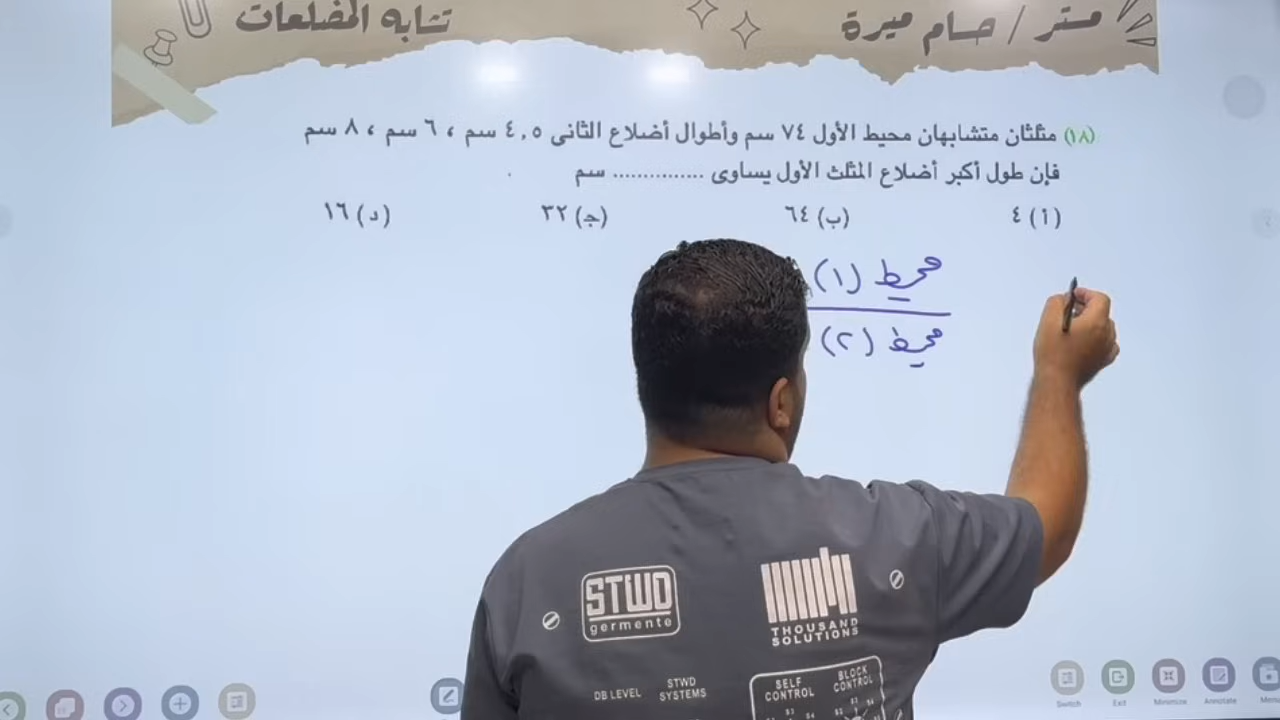 مستر / حسام ميرة
تشابه المضلعات
(١٨) مثلثان متشابهان محيط الأول ٧٤ سم وأطوال أضلاع الثانى ٤,٥ سم ، ٦ سم ، ٨ سم
فإن طول أكبر أضلاع المثلث الأول يساوى ............... سم
(أ) ٤ (ب) ٦٤ (جـ) ٣٢ (د) ١٦
محيط (١)
محيط (٢)
STWD
germente
THOUSAND
SOLUTIONS
DB LEVEL
STWD
SYSTEMS
SELF
CONTROL
BLOCK
CONTROL
Switch
Exit
Minimize
Annotate